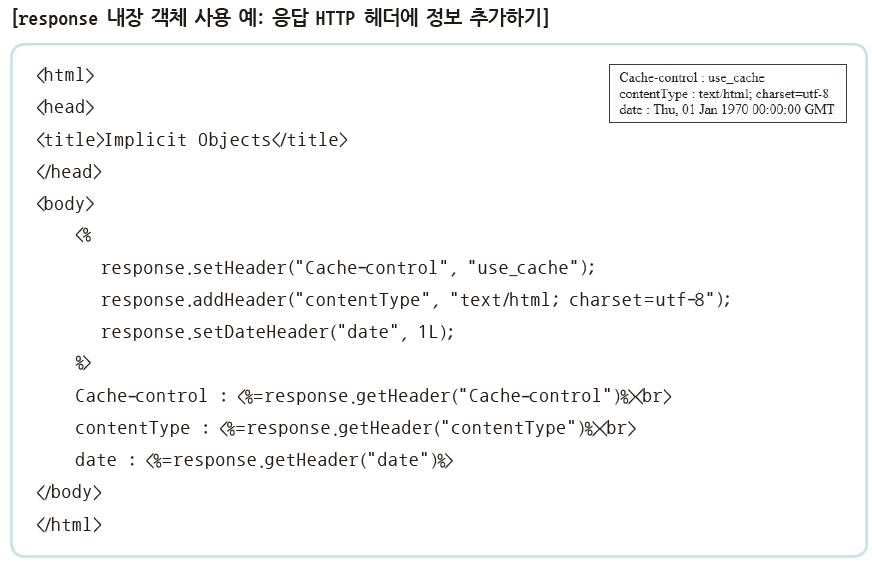 [response 내장 객체 사용 예: 응답 HTTP 헤더에 정보 추가하기]
<html>
<head>
<title>Implicit Objects</title>
</head>
<body>
<%
response.setHeader("Cache-control", "use_cache");
response.addHeader("contentType", "text/html; charset=utf-8");
response.setDateHeader("date", 1L);
%>
Cache-control : <%=response.getHeader("Cache-control")%><br>
contentType : <%=response.getHeader("contentType")%><br>
date : <%=response.getHeader("date")%>
</body>
</html>
Cache-control : use_cache
contentType : text/html; charset=utf-8
date : Thu, 01 Jan 1970 00:00:00 GMT